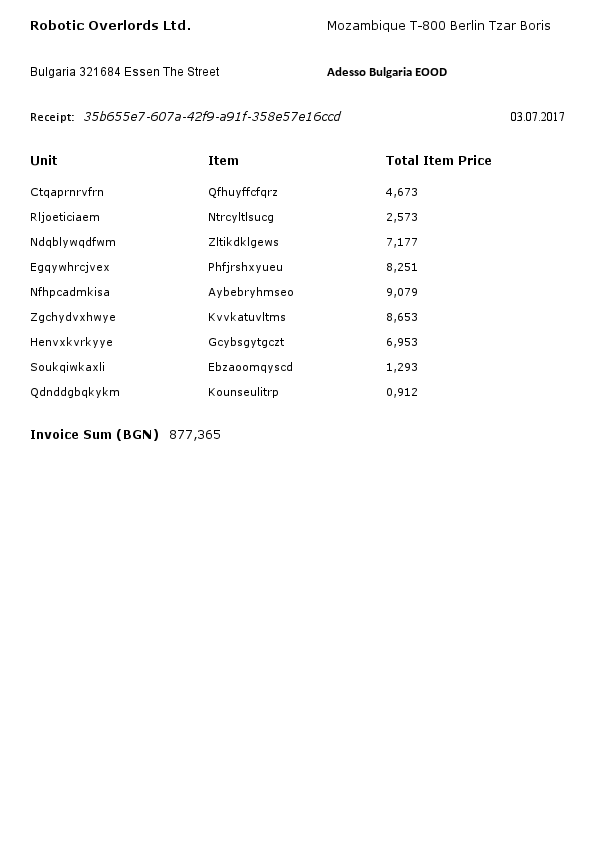 Robotic Overlords Ltd. Mozambique T-800 Berlin Tzar Boris
Bulgaria 321684 Essen The Street Adesso Bulgaria EOOD
Receipt: 35b655e7-607a-42f9-a91f-358e57e16ccd 03.07.2017
Unit Item Total Item Price
Ctqaprnrvfrn Qfhuyffcfqrz 4,673
Rljoeticiaem Ntrcyltlsucg 2,573
Ndqblywqdfwm Zltikdklgews 7,177
Egqywhrcjvex Phfjrshxyueu 8,251
Nfhpcadmkisa Aybebryhmseo 9,079
Zgchydvxhwye Kvvkatuvltms 8,653
Henvxkvrkyye Gcybsgytgczt 6,953
Soukqiwkaxli Ebzaoomqyscd 1,293
Qdnddgbqkykm Kounseulitrp 0,912
Invoice Sum (BGN) 877,365